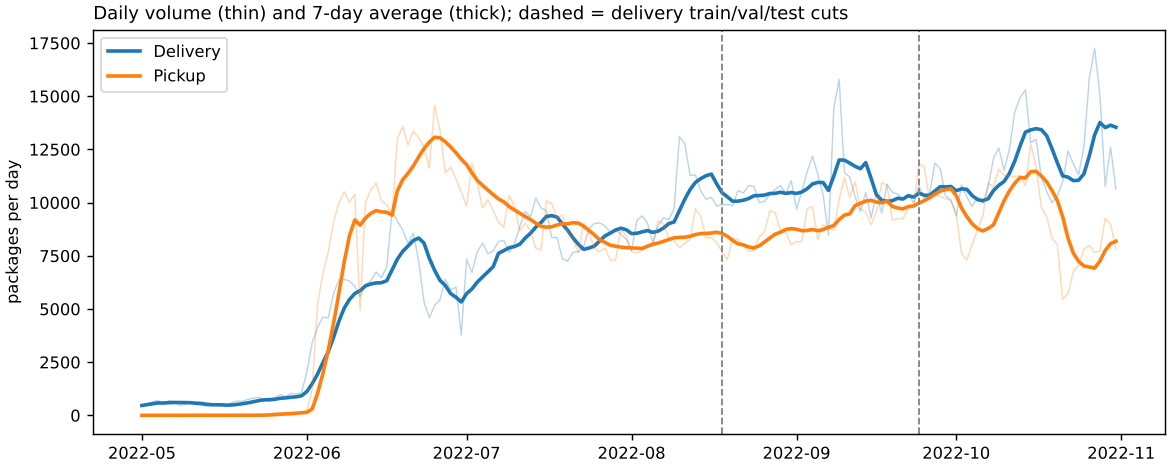 Daily volume (thin) and 7-day average (thick); dashed = delivery train/val/test cuts
17500
15000
12500
10000
7500
5000
2500
0
packages per day
Delivery
Pickup
2022-05 2022-06 2022-07 2022-08 2022-09 2022-10 2022-11